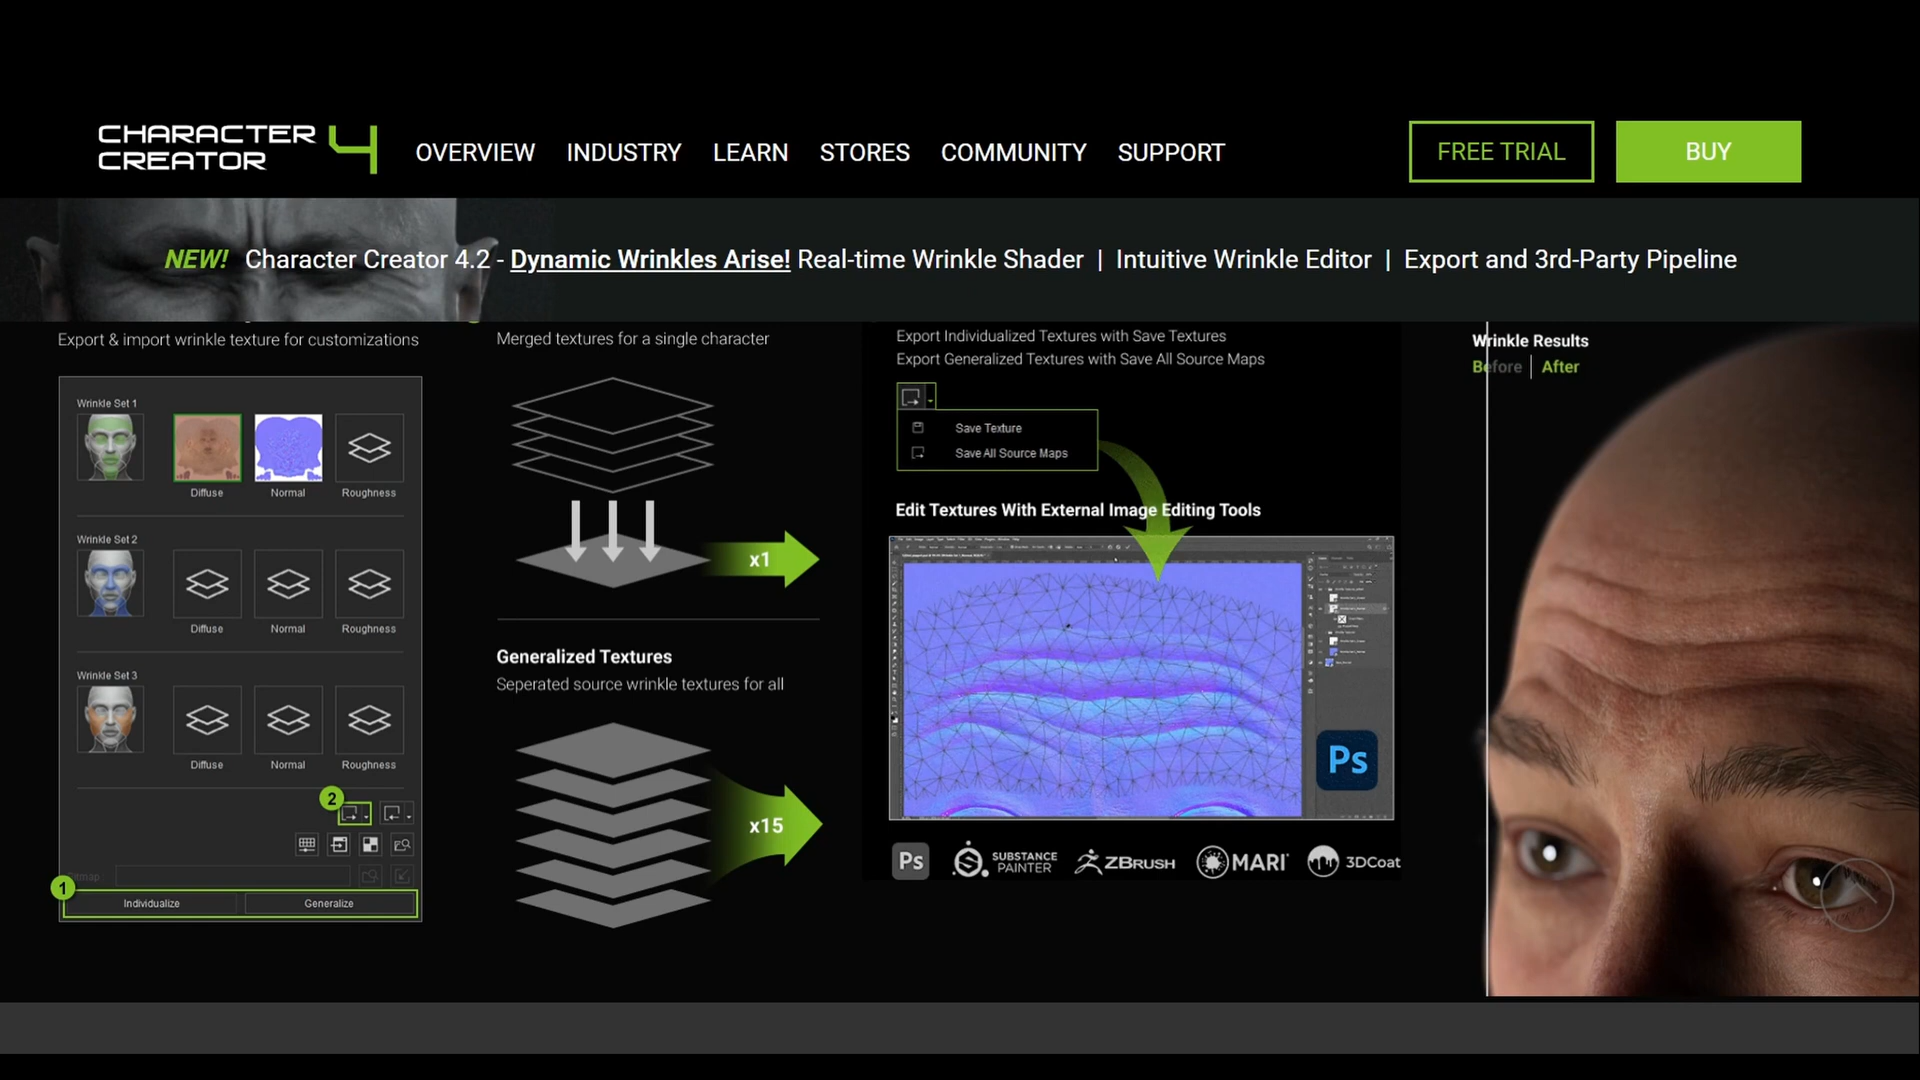 CHARACTER
CREATOR 4
OVERVIEW INDUSTRY LEARN STORES COMMUNITY SUPPORT
FREE TRIAL
BUY
NEW! Character Creator 4.2 - Dynamic Wrinkles Arise! Real-time Wrinkle Shader | Intuitive Wrinkle Editor | Export and 3rd-Party Pipeline
Export & import wrinkle texture for customizations
Wrinkle Set 1
Diffuse Normal Roughness
Wrinkle Set 2
Diffuse Normal Roughness
Wrinkle Set 3
Diffuse Normal Roughness
2
1
Individualize Generalize
Merged textures for a single character
x1
Generalized Textures
Seperated source wrinkle textures for all
x15
Export Individualized Textures with Save Textures
Export Generalized Textures with Save All Source Maps
Save Texture
Save All Source Maps
Edit Textures With External Image Editing Tools
Ps
Ps
SUBSTANCE
PAINTER
ZBRUSH
MARI
3DCoat
Wrinkle Results
Before | After